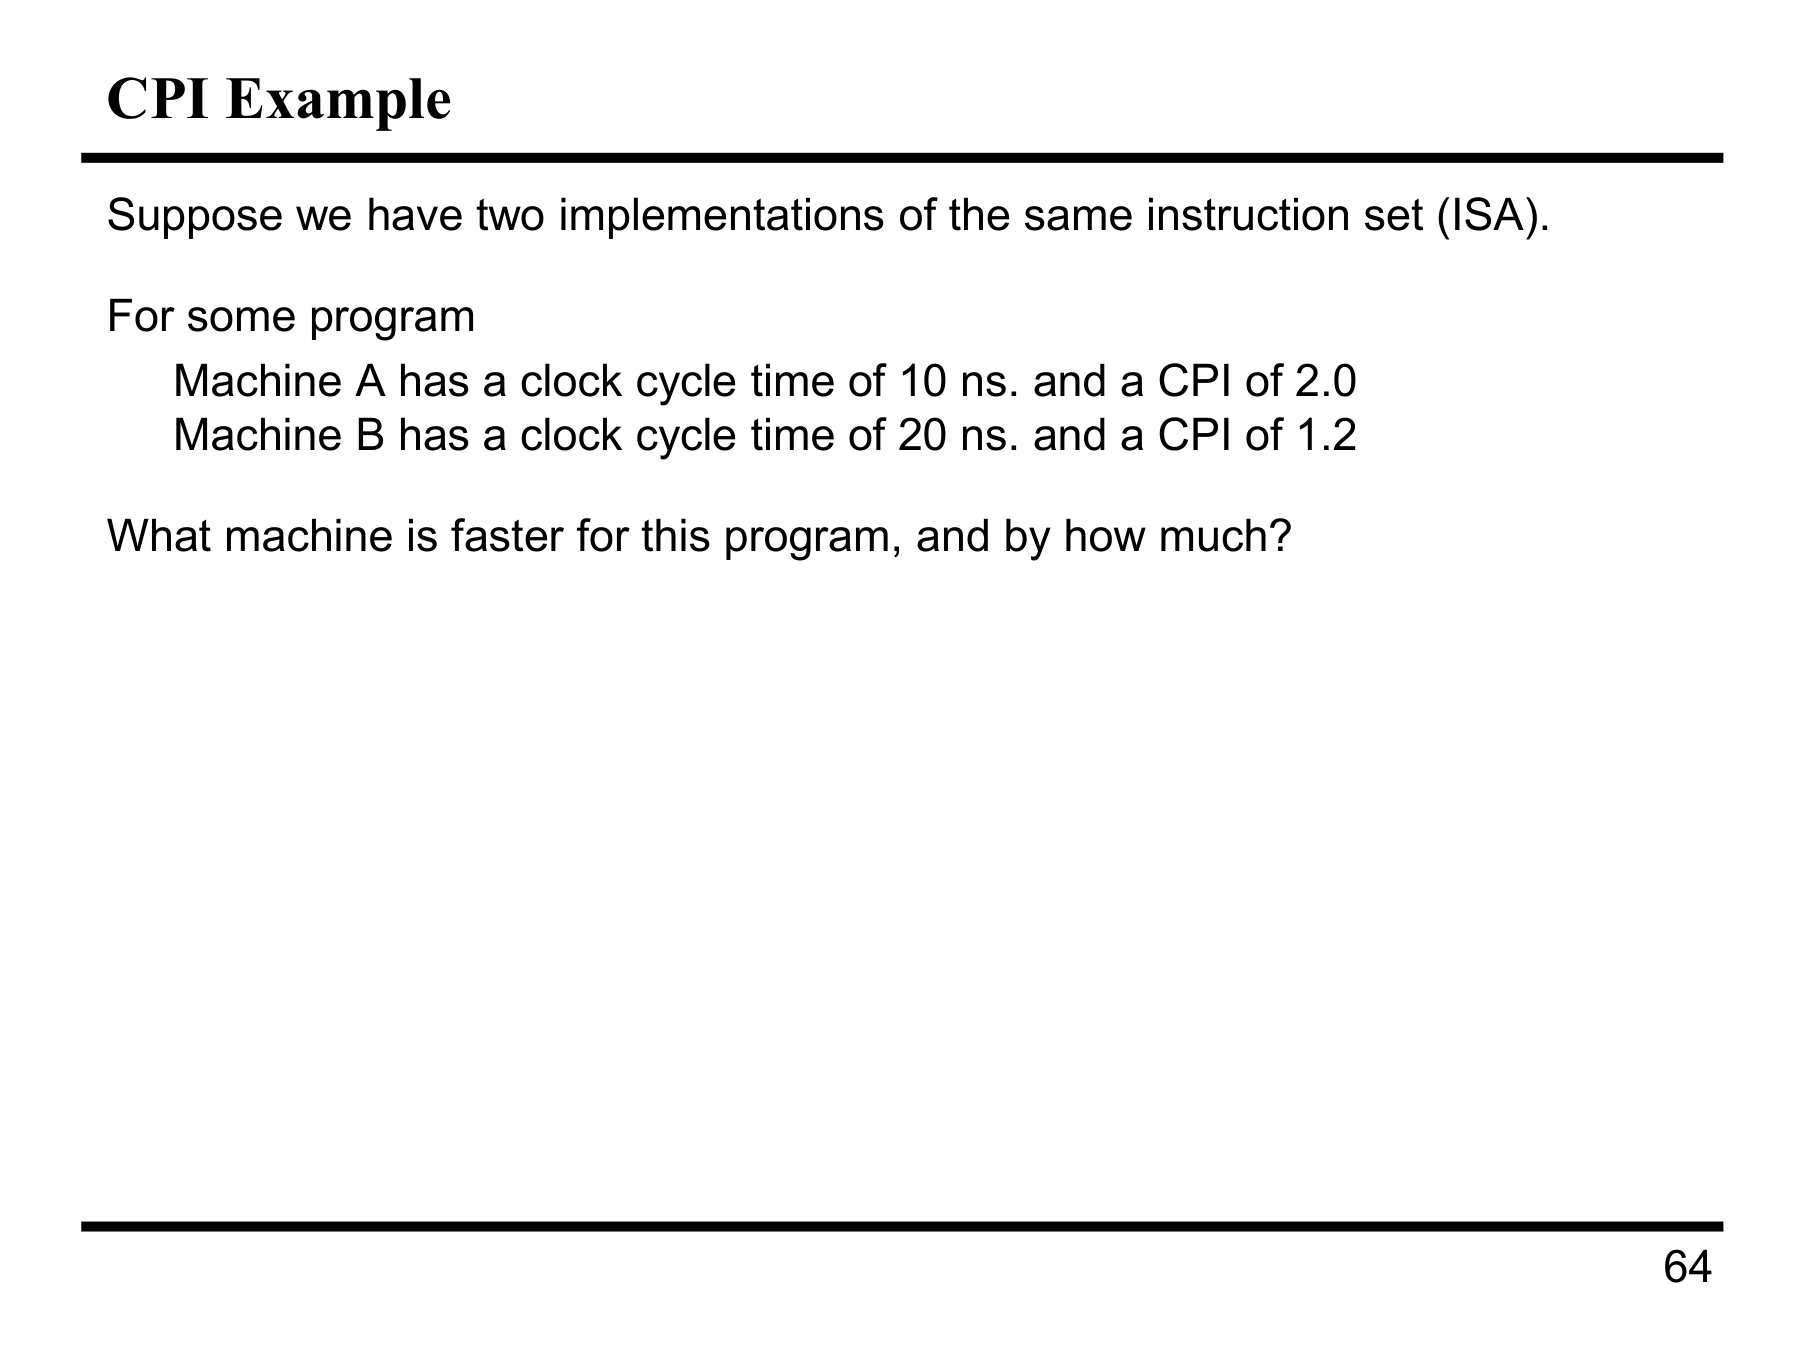 CPI Example
Suppose we have two implementations of the same instruction set (ISA).
For some program
Machine A has a clock cycle time of 10 ns. and a CPI of 2.0
Machine B has a clock cycle time of 20 ns. and a CPI of 1.2
What machine is faster for this program, and by how much?
64